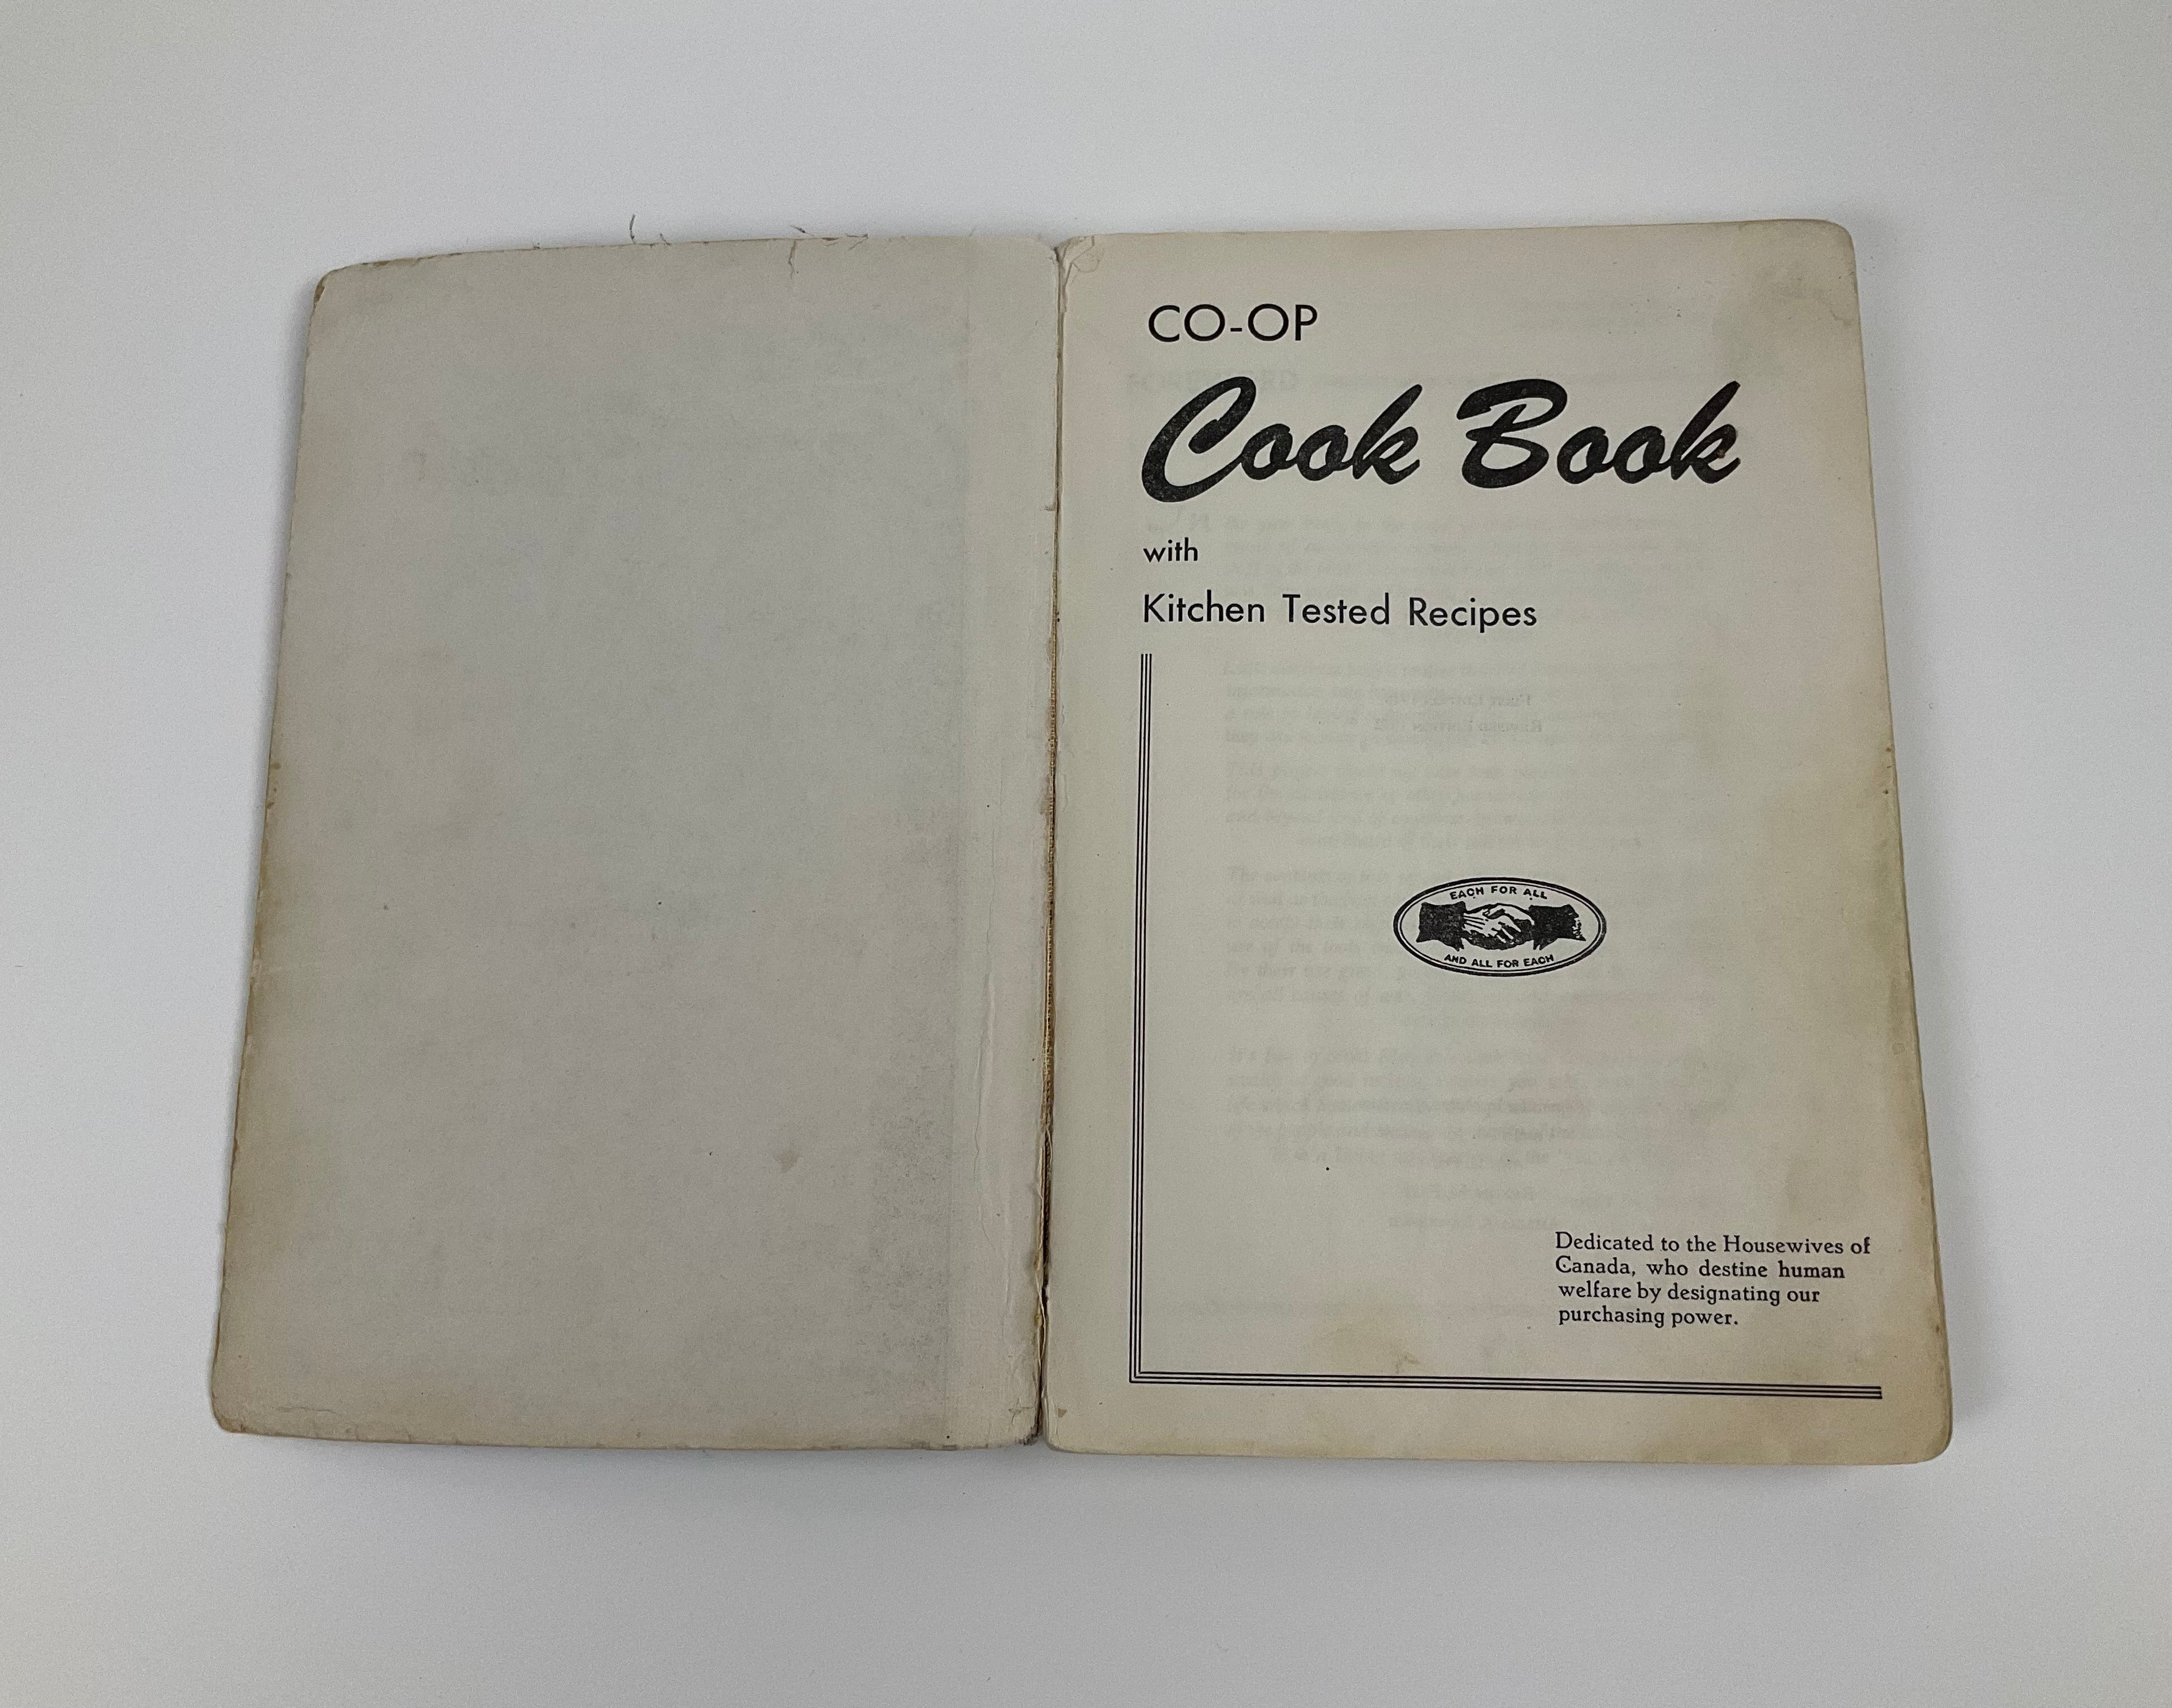 CO-OP
Cook Book
with
Kitchen Tested Recipes
EACH FOR ALL
AND ALL FOR EACH
Dedicated to the Housewives of
Canada, who destine human
welfare by designating our
purchasing power.